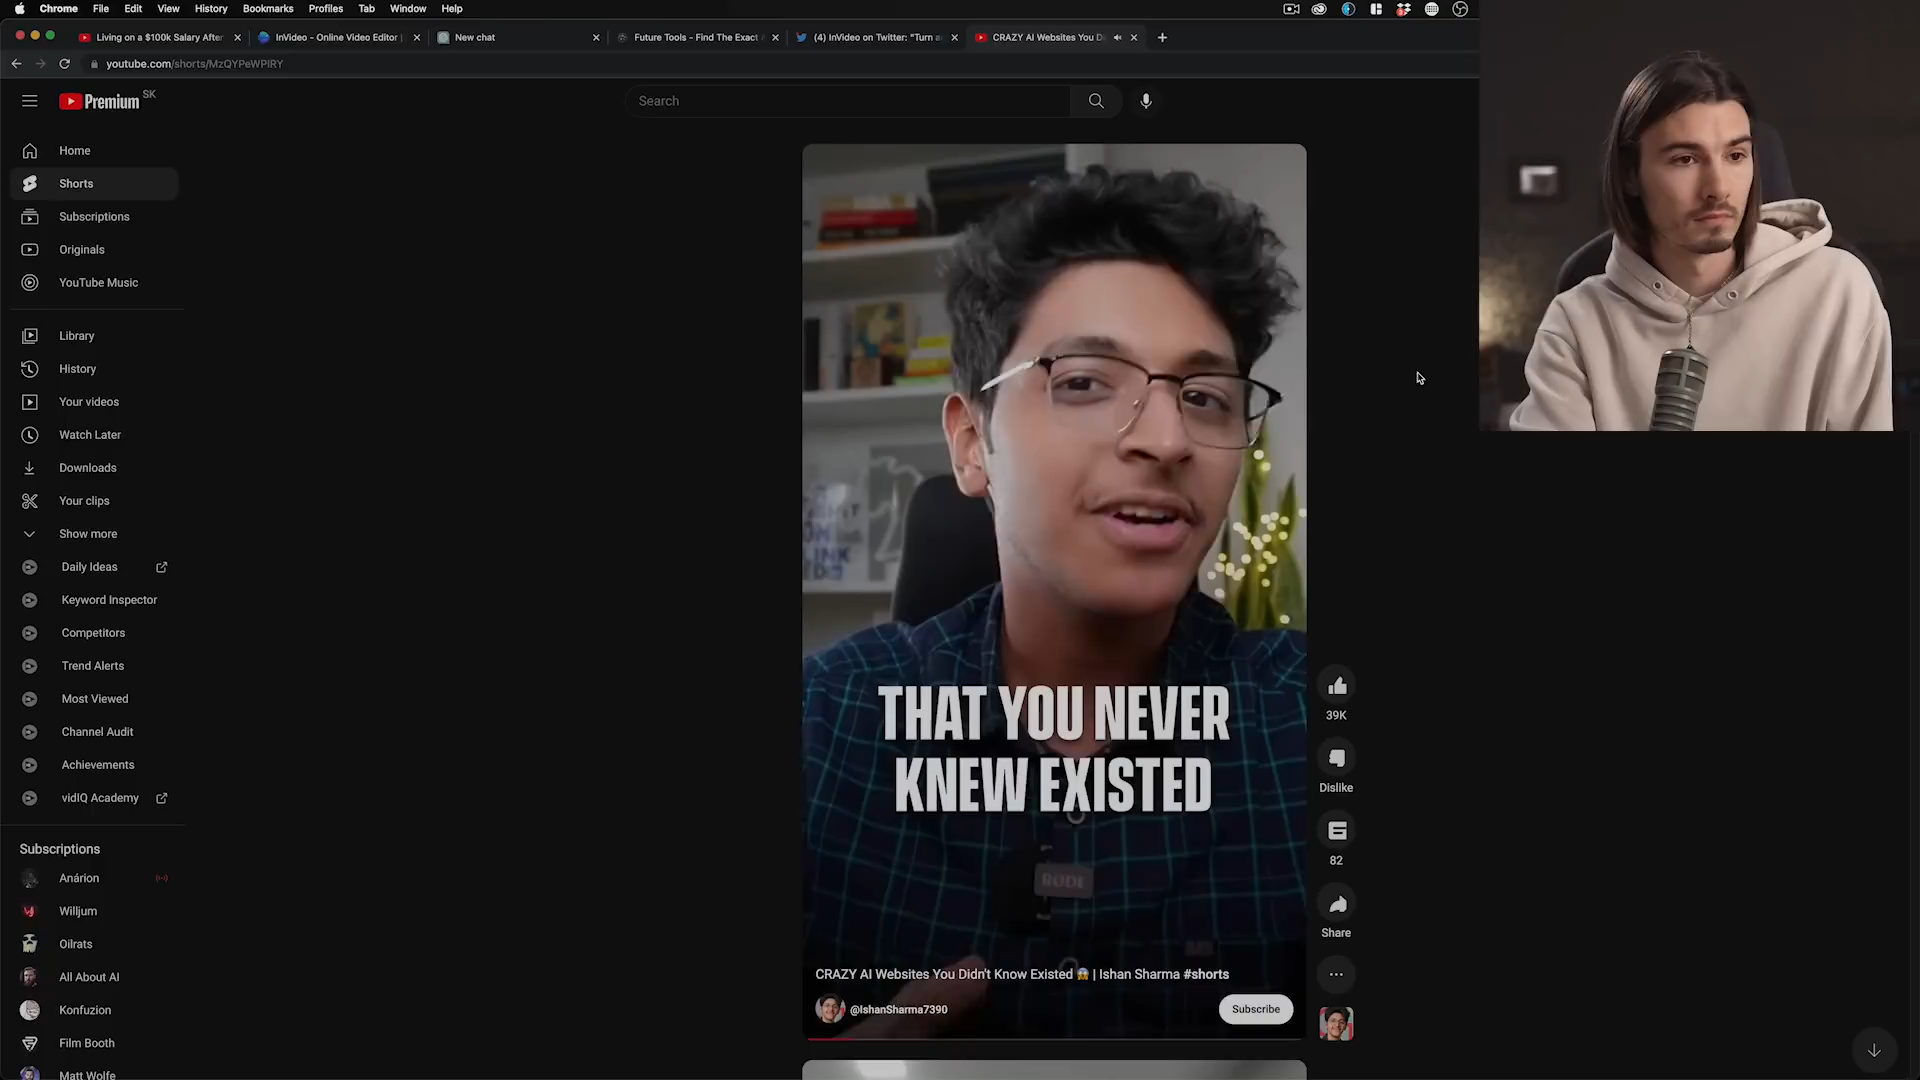 Chrome File Edit View History Bookmarks Profiles Tab Window Help
Living on a $100k Salary After
InVideo - Online Video Editor |
New chat
Future Tools - Find The Exact
(4) InVideo on Twitter: "Turn a
CRAZY AI Websites You D
youtube.com/shorts/MzQYPeWPIRY
Premium SK
Search
Home
Shorts
Subscriptions
Originals
YouTube Music
Library
History
Your videos
Watch Later
Downloads
Your clips
Show more
Daily Ideas
Keyword Inspector
Competitors
Trend Alerts
Most Viewed
Channel Audit
Achievements
vidIQ Academy
Subscriptions
Anárion
Willjum
Oilrats
All About AI
Konfuzion
Film Booth
Matt Wolfe
THAT YOU NEVER
KNEW EXISTED
RØDE
CRAZY AI Websites You Didn't Know Existed 😱 | Ishan Sharma #shorts
@IshanSharma7390
Subscribe
39K
Dislike
82
Share